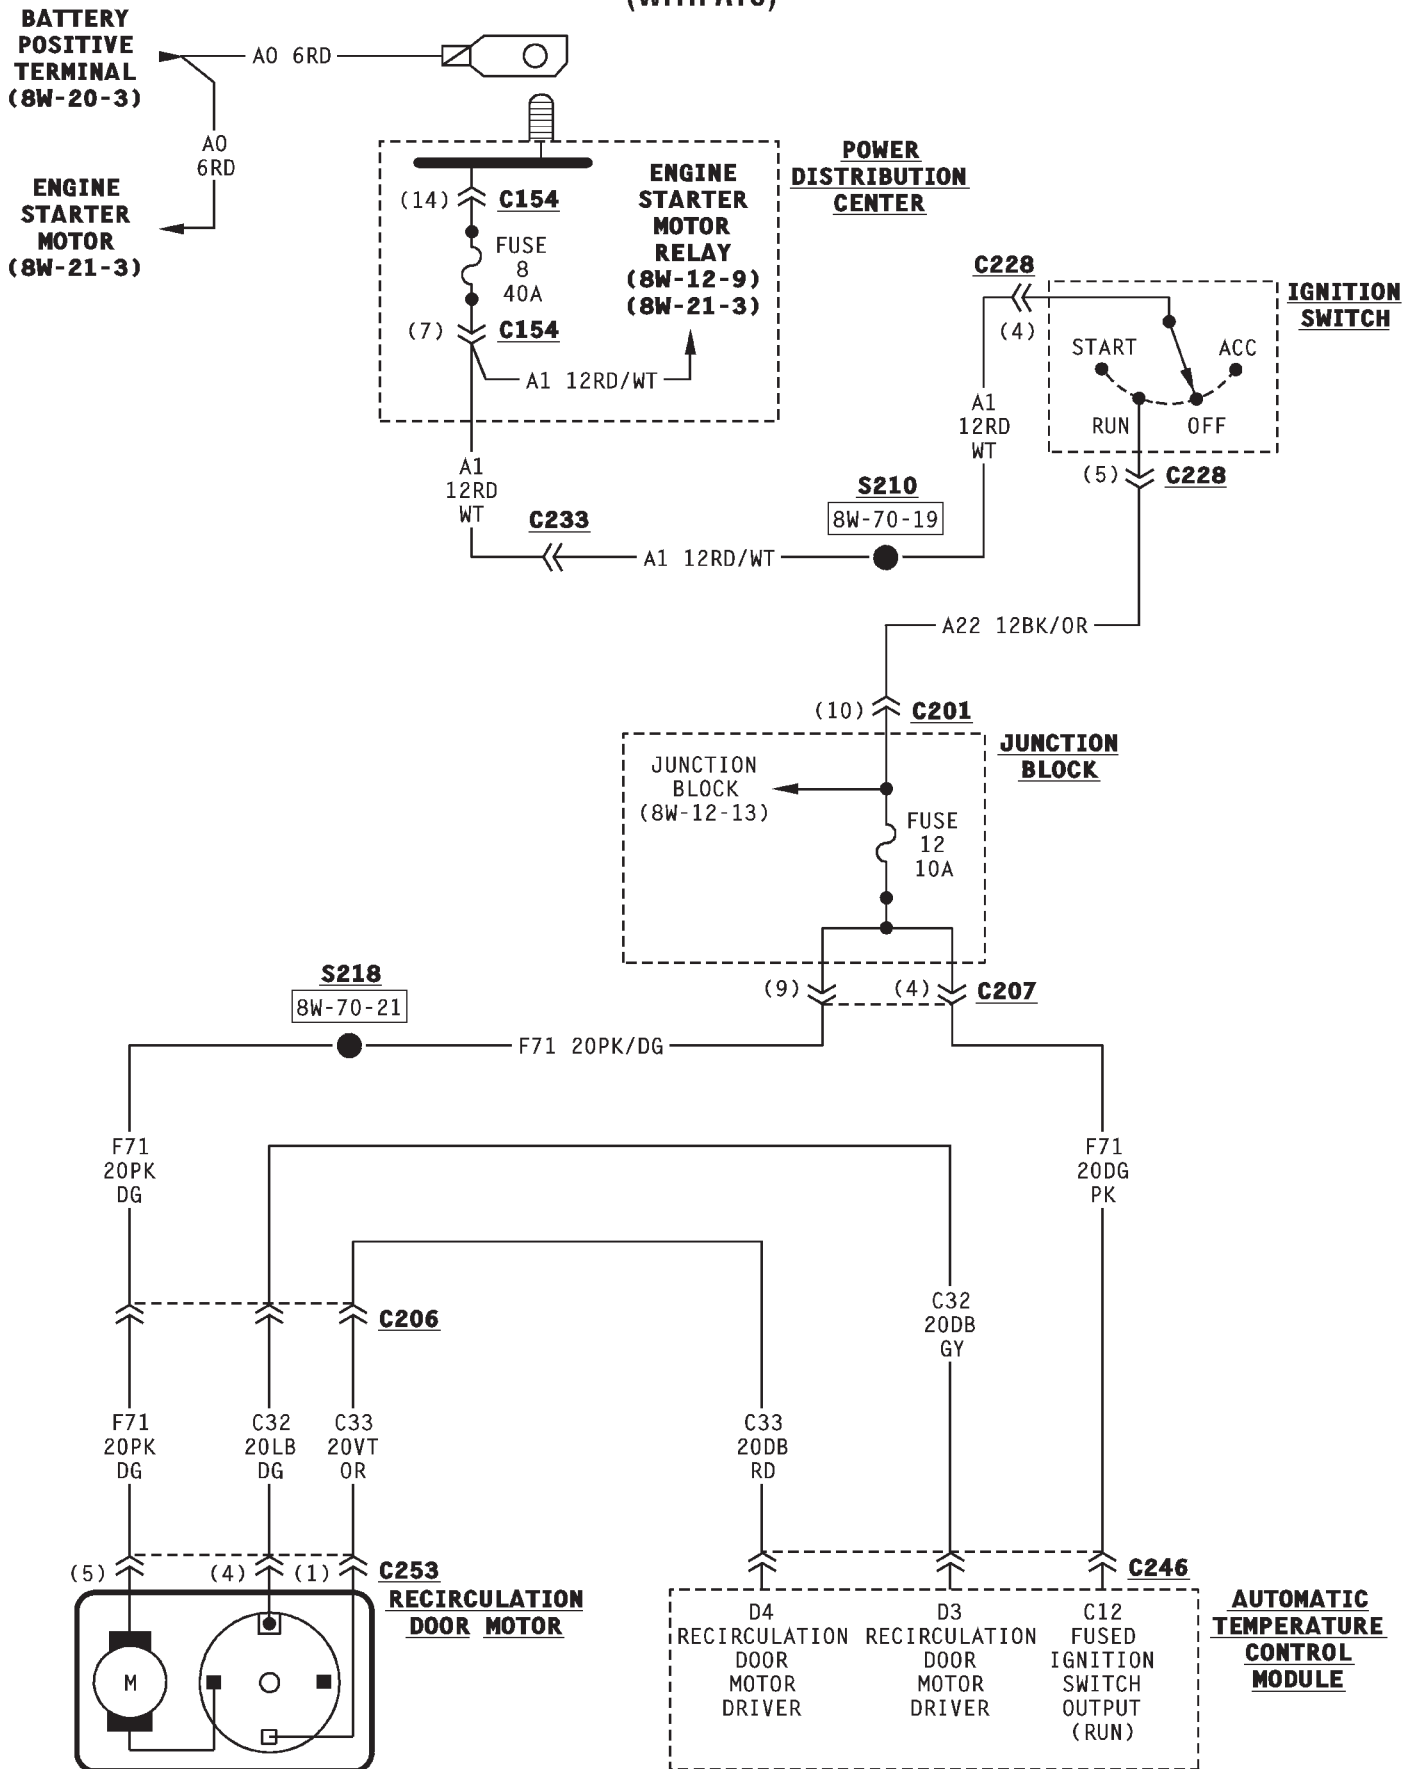 (WITH ATC)
BATTERY
POSITIVE
TERMINAL
(8W-20-3)
A0 6RD
A0
6RD
ENGINE
STARTER
MOTOR
(8W-21-3)
POWER
DISTRIBUTION
CENTER
(14)
C154
FUSE
8
40A
(7)
C154
ENGINE
STARTER
MOTOR
RELAY
(8W-12-9)
(8W-21-3)
A1 12RD/WT
C228
(4)
IGNITION
SWITCH
START
ACC
RUN
OFF
(5)
C228
A1
12RD
WT
A1
12RD
WT
C233
A1 12RD/WT
S210
8W-70-19
A22 12BK/OR
(10)
C201
JUNCTION
BLOCK
JUNCTION
BLOCK
(8W-12-13)
FUSE
12
10A
(9)
(4)
C207
S218
8W-70-21
F71 20PK/DG
F71
20PK
DG
F71
20DG
PK
C206
C32
20DB
GY
F71
20PK
DG
C32
20LB
DG
C33
20VT
OR
C33
20DB
RD
(5)
(4)
(1)
C253
RECIRCULATION
DOOR MOTOR
M
C246
AUTOMATIC
TEMPERATURE
CONTROL
MODULE
D4
RECIRCULATION
DOOR
MOTOR
DRIVER
D3
RECIRCULATION
DOOR
MOTOR
DRIVER
C12
FUSED
IGNITION
SWITCH
OUTPUT
(RUN)